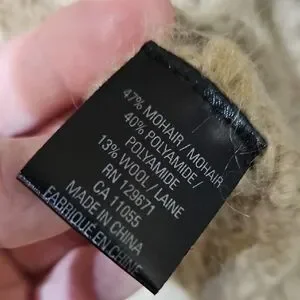 47% MOHAIR / MOHAIR
40% POLYAMIDE /
POLYAMIDE
13% WOOL / LAINE
RN 129671
CA 11055
MADE IN CHINA
FABRIQUÉ EN CHINE